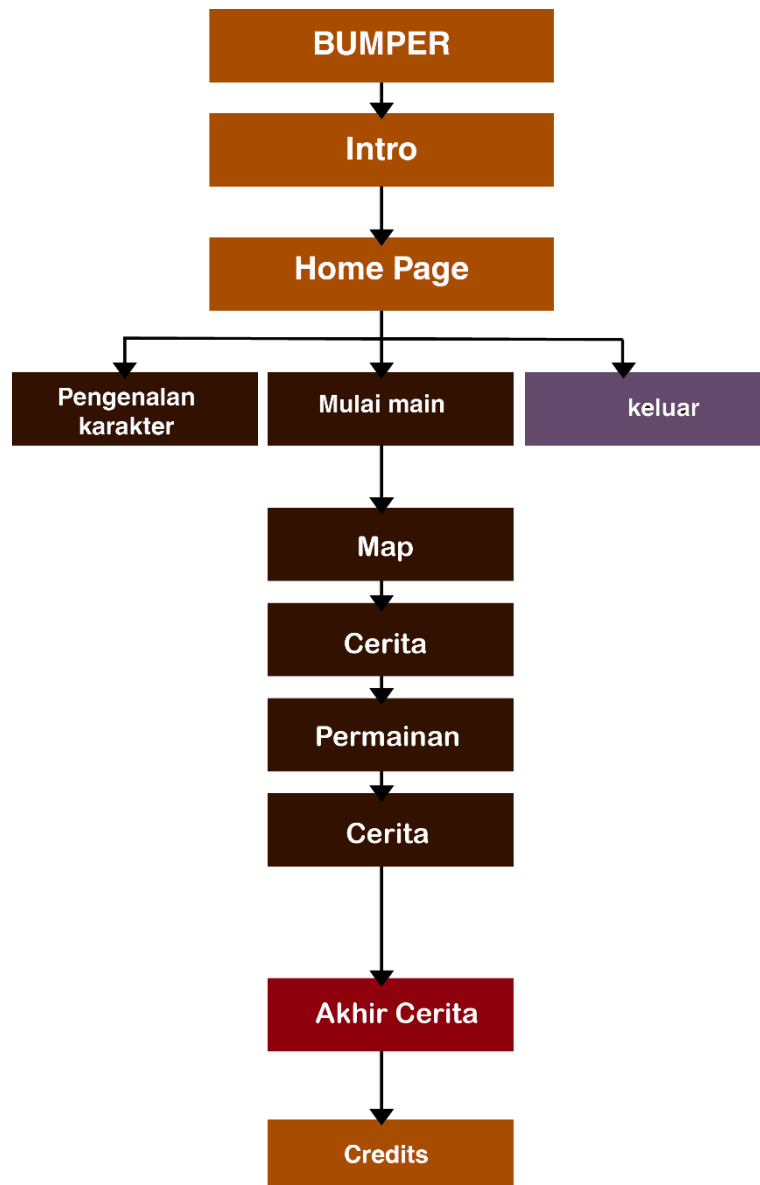 BUMPER
Intro
Home Page
Pengenalan
karakter
Mulai main
keluar
Map
Cerita
Permainan
Cerita
Akhir Cerita
Credits